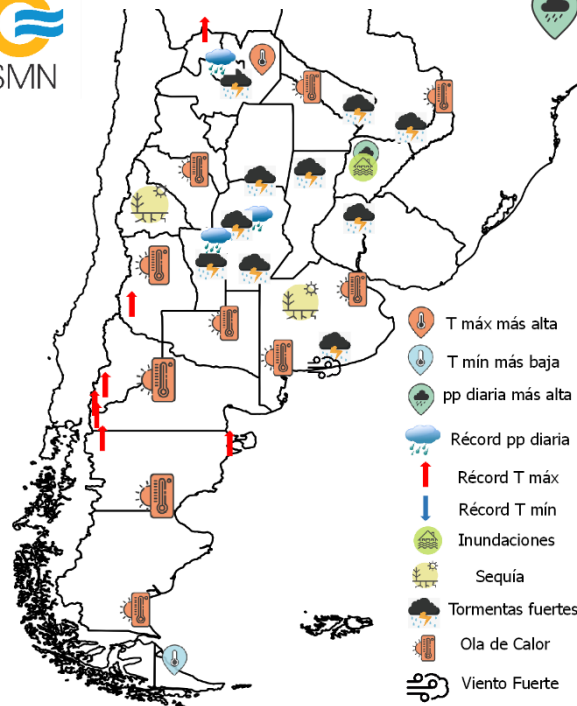 SMN
T máx más alta
T mín más baja
pp diaria más alta
Récord pp diaria
Récord T máx
Récord T mín
Inundaciones
Sequía
Tormentas fuertes
Ola de Calor
Viento Fuerte